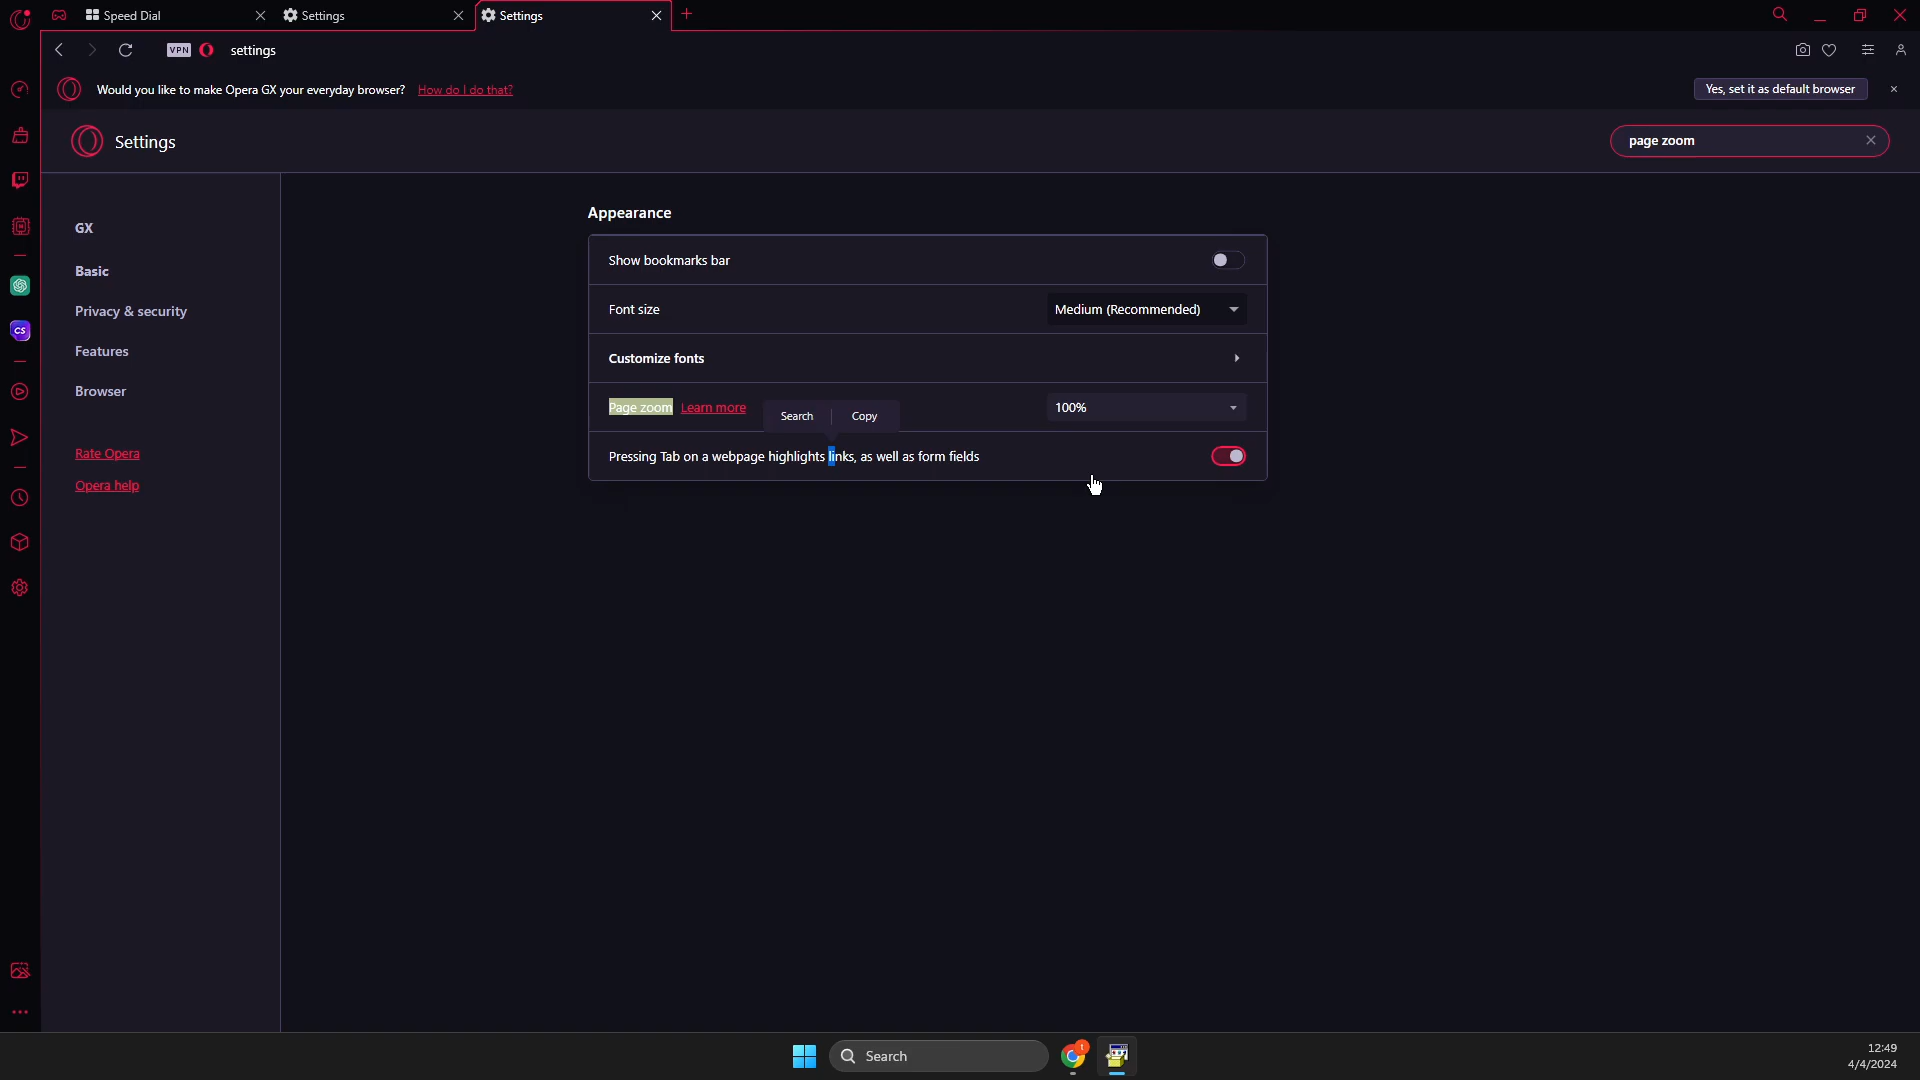 Speed Dial
Settings
Settings
VPN
settings
Would you like to make Opera GX your everyday browser? How do I do that?
Yes, set it as default browser
Settings
page zoom
GX
Basic
Privacy & security
Features
Browser
Rate Opera
Opera help
Appearance
Show bookmarks bar
Font size
Medium (Recommended)
Customize fonts
Page zoom Learn more
Search
Copy
100%
Pressing Tab on a webpage highlights links, as well as form fields
CS
Search
t
12:49
4/4/2024